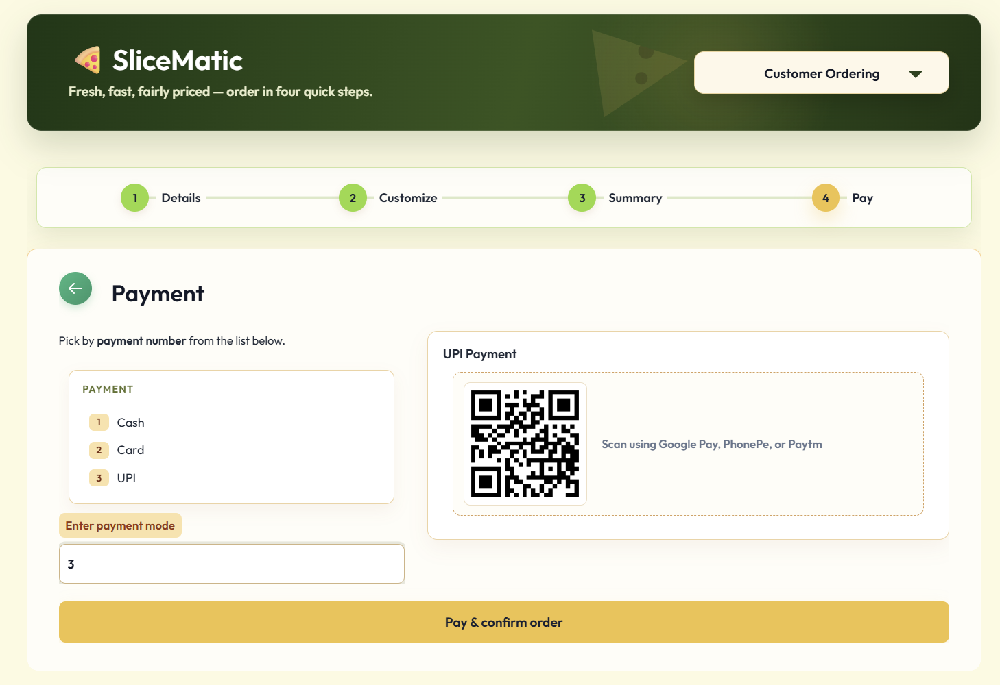 SliceMatic
Fresh, fast, fairly priced — order in four quick steps.
Customer Ordering
1 Details
2 Customize
3 Summary
4 Pay
Payment
Pick by payment number from the list below.
PAYMENT
1 Cash
2 Card
3 UPI
Enter payment mode
3
UPI Payment
Scan using Google Pay, PhonePe, or Paytm
Pay & confirm order